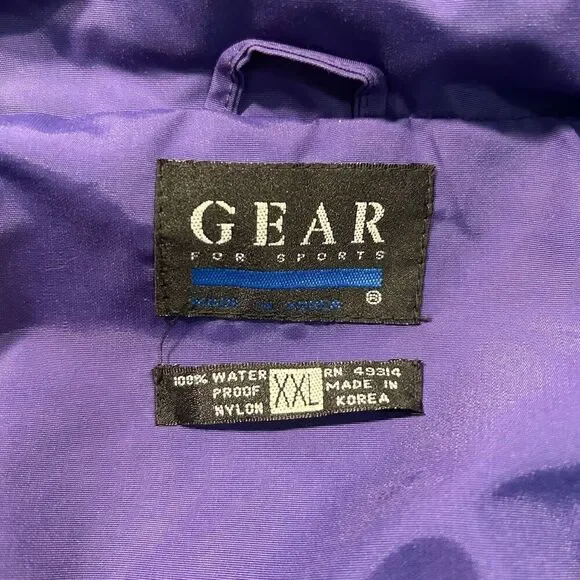 GEAR
FOR SPORTS
®
100% WATER
PROOF
NYLON
XXL
RN 49314
MADE IN
KOREA